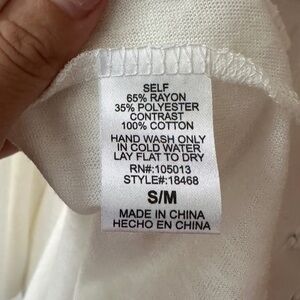 SELF
65% RAYON
35% POLYESTER
CONTRAST
100% COTTON
HAND WASH ONLY
IN COLD WATER
LAY FLAT TO DRY
RN#:105013
STYLE#:18468
S/M
MADE IN CHINA
HECHO EN CHINA